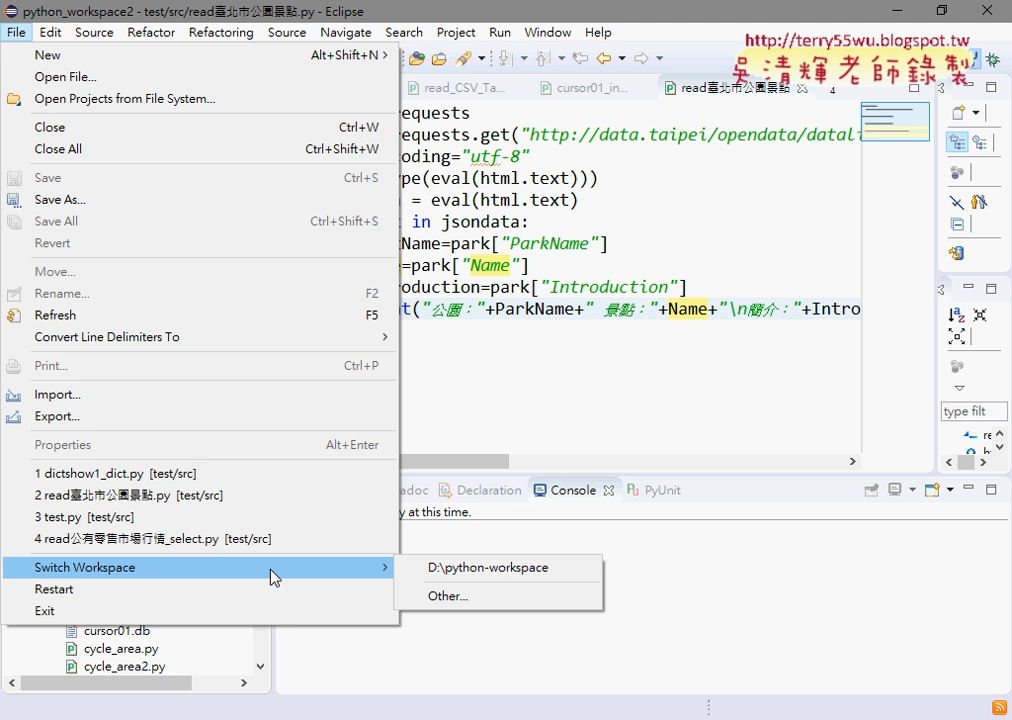 python_workspace2 - test/src/read臺北市公園景點.py - Eclipse
File Edit Source Refactor Refactoring Source Navigate Search Project Run Window Help
http://terry55wu.blogspot.tw
吳清輝老師錄製
New Alt+Shift+N
Open File...
Open Projects from File System...
Close Ctrl+W
Close All Ctrl+Shift+W
Save Ctrl+S
Save As...
Save All Ctrl+Shift+S
Revert
Move...
Rename... F2
Refresh F5
Convert Line Delimiters To
Print... Ctrl+P
Import...
Export...
Properties Alt+Enter
1 dictshow1_dict.py [test/src]
2 read臺北市公園景點.py [test/src]
3 test.py [test/src]
4 read公有零售市場行情_select.py [test/src]
Switch Workspace
Restart
Exit
D:\python-workspace
Other...
read_CSV_Ta... cursor01_in... read臺北市公園景點 4
equests
equests.get("http://data.taipei/opendata/datali
coding="utf-8"
pe(eval(html.text)))
= eval(html.text)
in jsondata:
kName=park["ParkName"]
=park["Name"]
roduction=park["Introduction"]
nt("公園："+ParkName+" 景點："+Name+"\n簡介："+Intro
type filt
re
adoc Declaration Console PyUnit
y at this time.
cursor01.db
cycle_area.py
cycle_area2.py